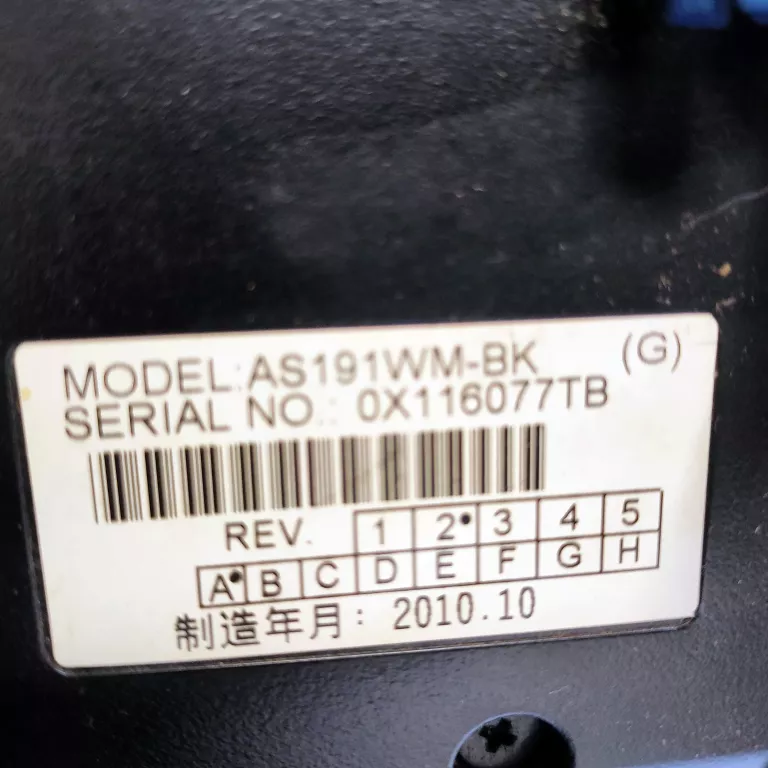 MODEL:AS191WM-BK (G)
SERIAL NO.: 0X116077TB
REV. 1 2• 3 4 5
A• B C D E F G H
制造年月: 2010.10